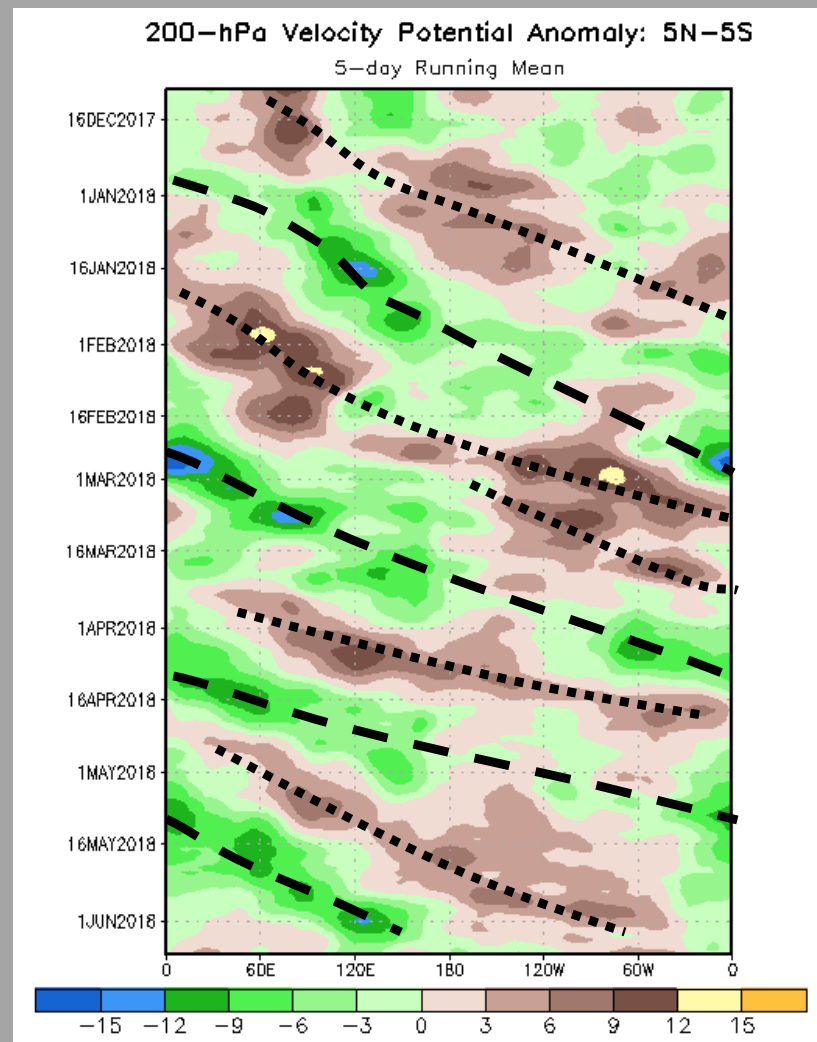 200-hPa Velocity Potential Anomaly: 5N-5S
5-day Running Mean
16DEC2017
1JAN2018
16JAN2018
1FEB2018
16FEB2018
1MAR2018
16MAR2018
1APR2018
16APR2018
1MAY2018
16MAY2018
1JUN2018
0 60E 120E 180 120W 60W 0
-15 -12 -9 -6 -3 0 3 6 9 12 15